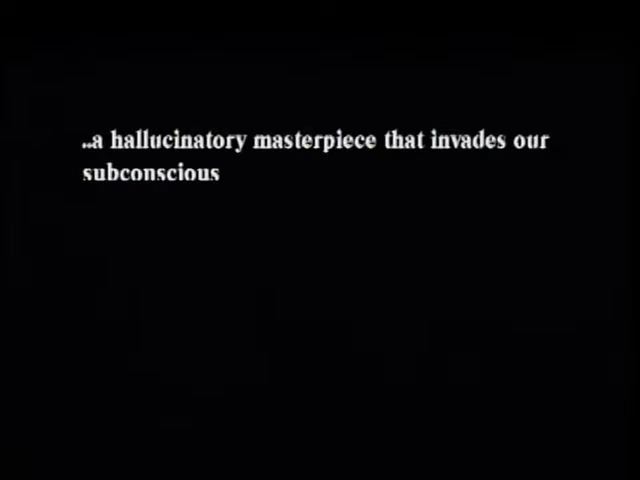 ..a hallucinatory masterpiece that invades our
subconscious